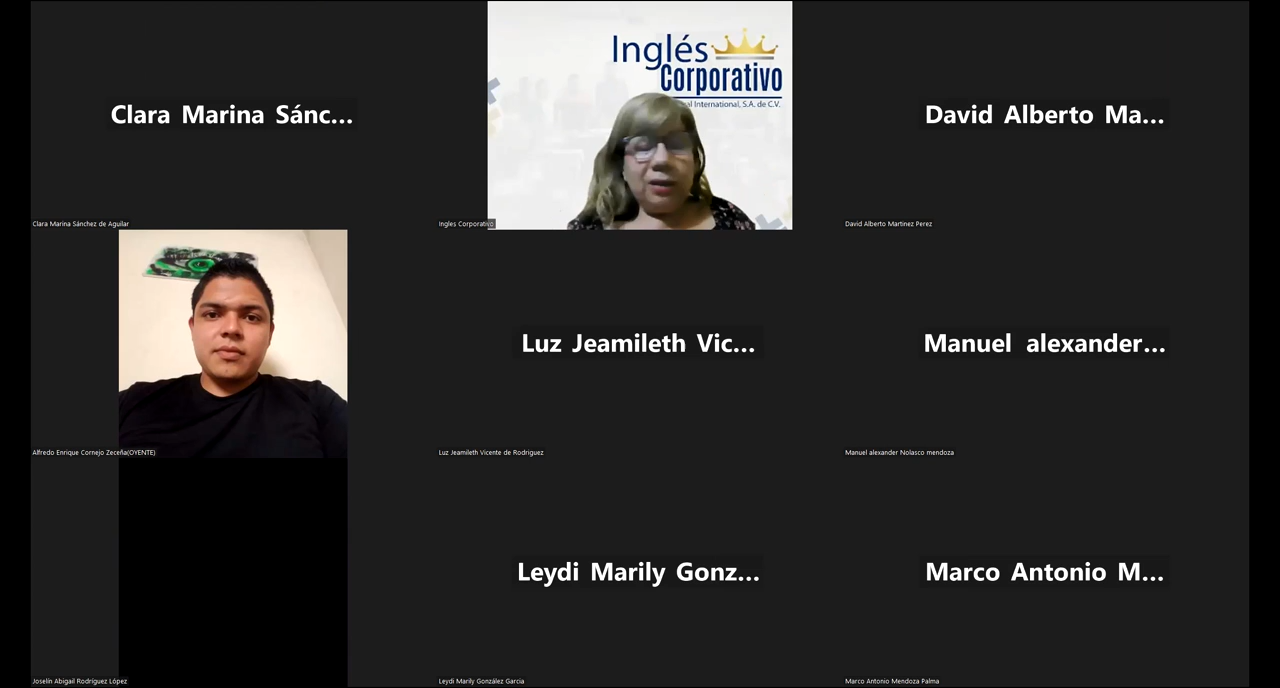 Clara Marina Sánc...
Clara Marina Sánchez de Aguilar
Inglés
Corporativo
al International, S.A. de C.V.
Ingles Corporativo
David Alberto Ma...
David Alberto Martinez Perez
Alfredo Enrique Cornejo Zeceña(OYENTE)
Luz Jeamileth Vic...
Luz Jeamileth Vicente de Rodriguez
Manuel alexander...
Manuel alexander Nolasco mendoza
Joselín Abigail Rodríguez López
Leydi Marily Gonz...
Leydi Marily González Garcia
Marco Antonio M...
Marco Antonio Mendoza Palma